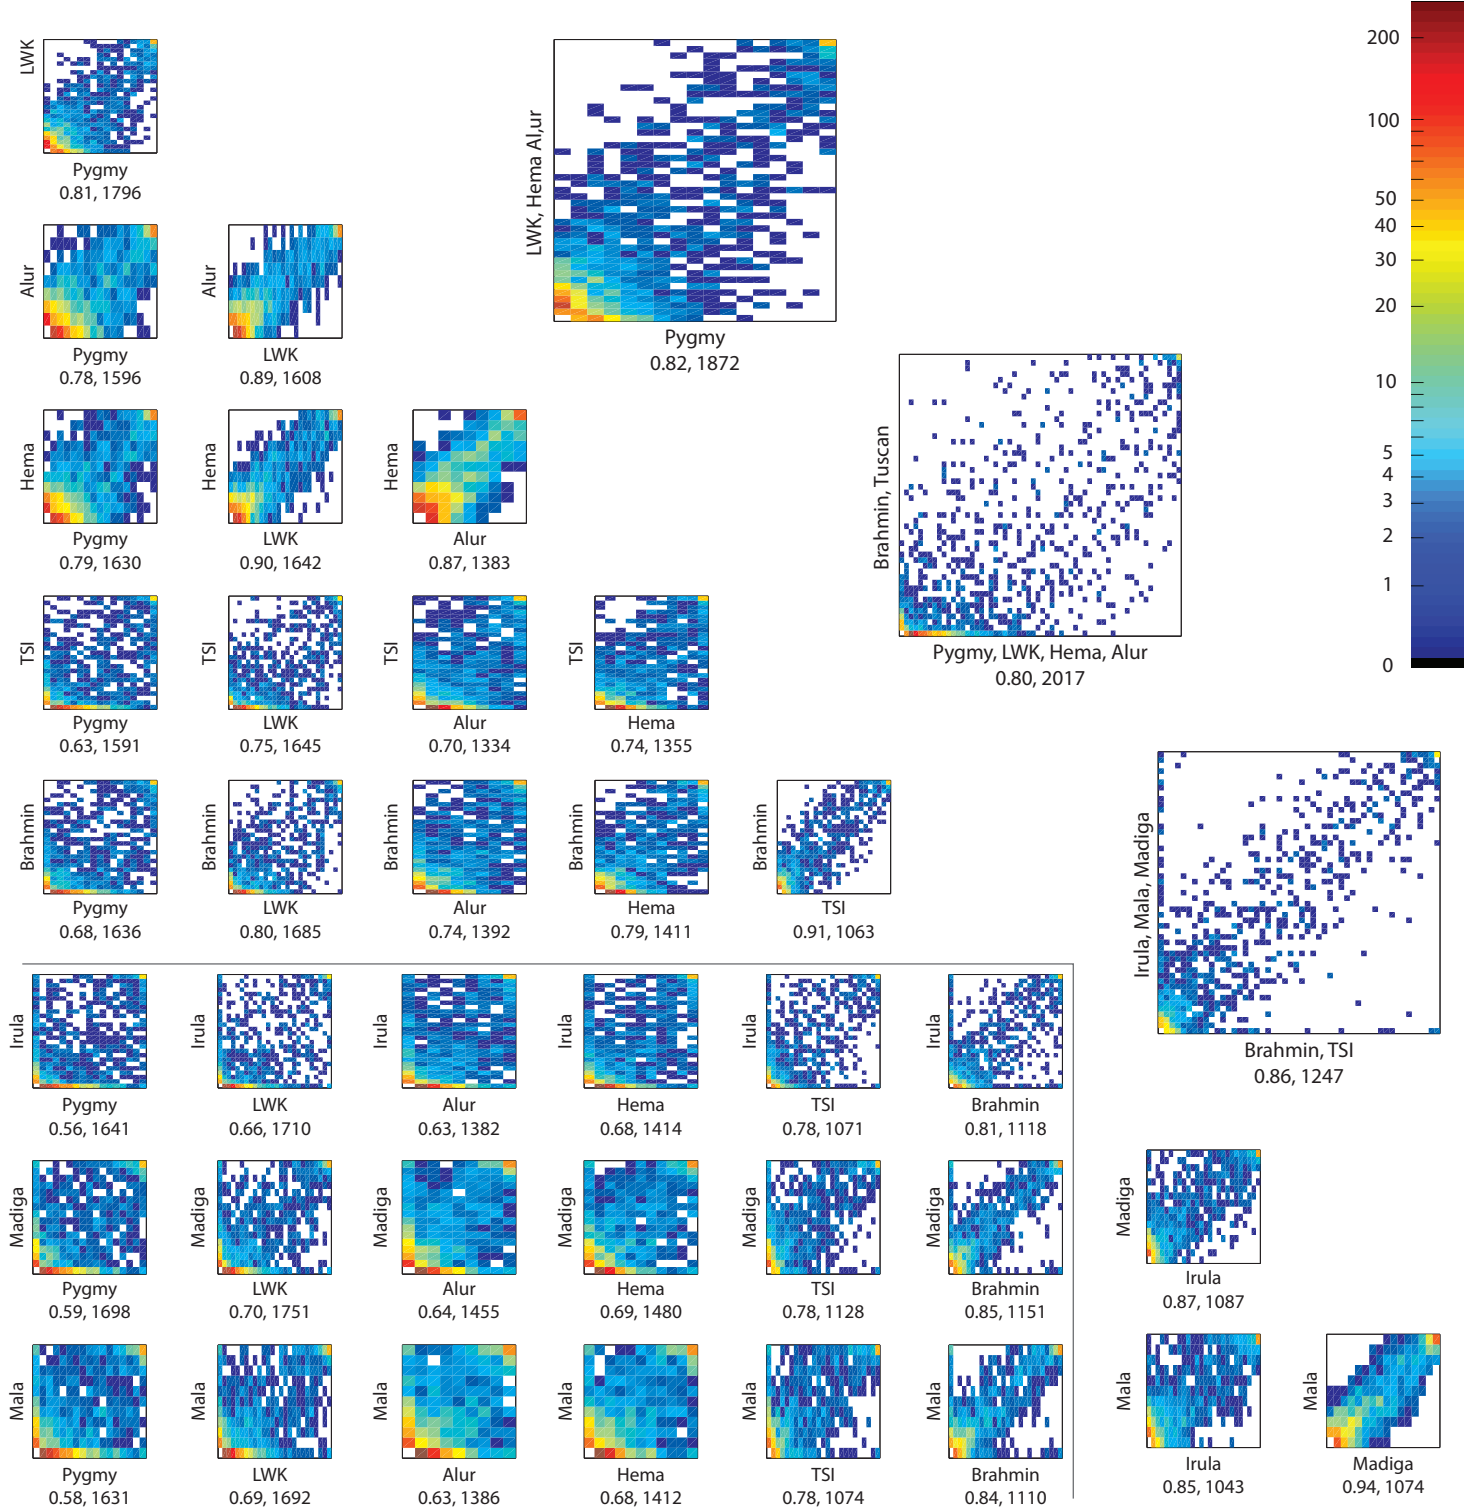 LWK
Pygmy
0.81, 1796
LWK, Hema Al,ur
Pygmy
0.82, 1872
200
100
50
40
30
20
10
5
4
3
2
1
0
Alur
Pygmy
0.78, 1596
Alur
LWK
0.89, 1608
Brahmin, Tuscan
Pygmy, LWK, Hema, Alur
0.80, 2017
Hema
Pygmy
0.79, 1630
Hema
LWK
0.90, 1642
Hema
Alur
0.87, 1383
TSI
Pygmy
0.63, 1591
TSI
LWK
0.75, 1645
TSI
Alur
0.70, 1334
TSI
Hema
0.74, 1355
Brahmin
Pygmy
0.68, 1636
Brahmin
LWK
0.80, 1685
Brahmin
Alur
0.74, 1392
Brahmin
Hema
0.79, 1411
Brahmin
TSI
0.91, 1063
Irula, Mala, Madiga
Brahmin, TSI
0.86, 1247
Irula
Pygmy
0.56, 1641
Irula
LWK
0.66, 1710
Irula
Alur
0.63, 1382
Irula
Hema
0.68, 1414
Irula
TSI
0.78, 1071
Irula
Brahmin
0.81, 1118
Madiga
Pygmy
0.59, 1698
Madiga
LWK
0.70, 1751
Madiga
Alur
0.64, 1455
Madiga
Hema
0.69, 1480
Madiga
TSI
0.78, 1128
Madiga
Brahmin
0.85, 1151
Madiga
Irula
0.87, 1087
Mala
Pygmy
0.58, 1631
Mala
LWK
0.69, 1692
Mala
Alur
0.63, 1386
Mala
Hema
0.68, 1412
Mala
TSI
0.78, 1074
Mala
Brahmin
0.84, 1110
Mala
Irula
0.85, 1043
Mala
Madiga
0.94, 1074